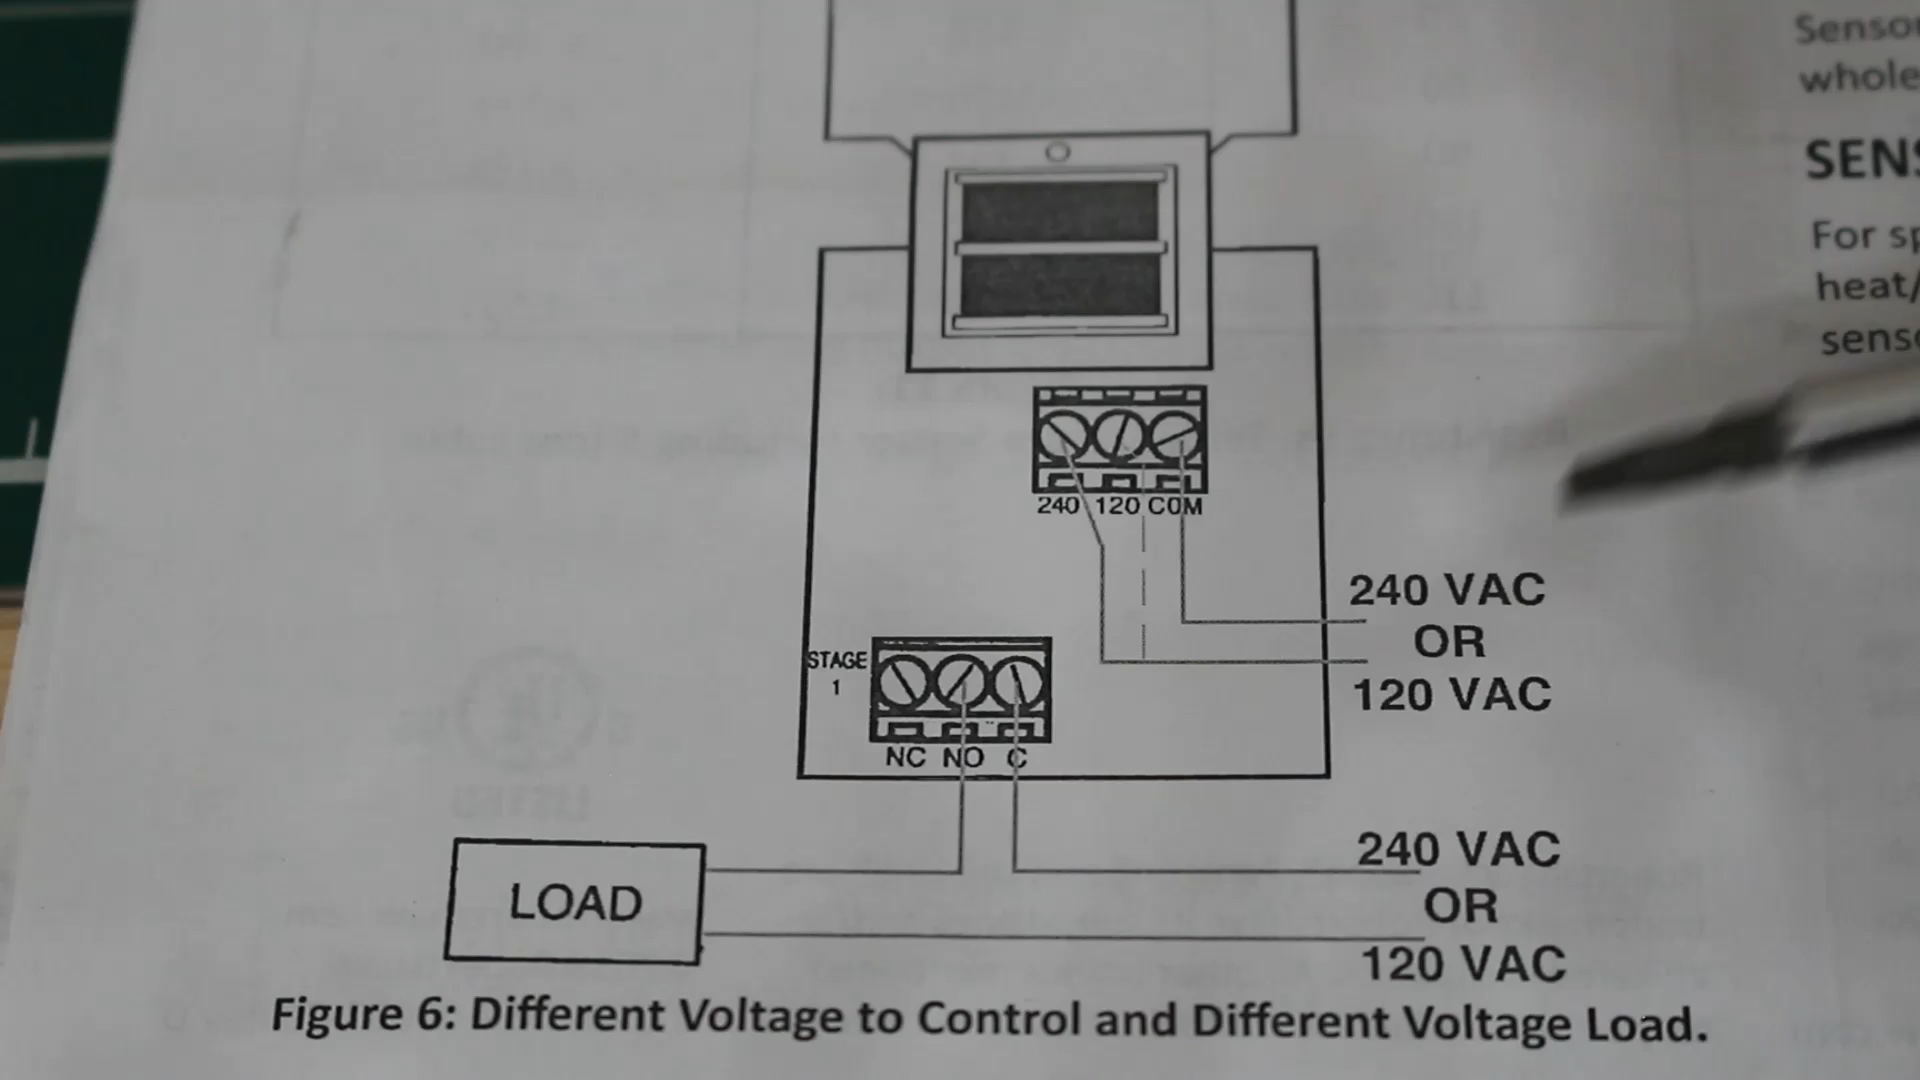 Sensor
whole
SENS
For sp
heat/
senso
240 120 COM
240 VAC
OR
120 VAC
STAGE
1
NC NO C
LOAD
240 VAC
OR
120 VAC
Figure 6: Different Voltage to Control and Different Voltage Load.